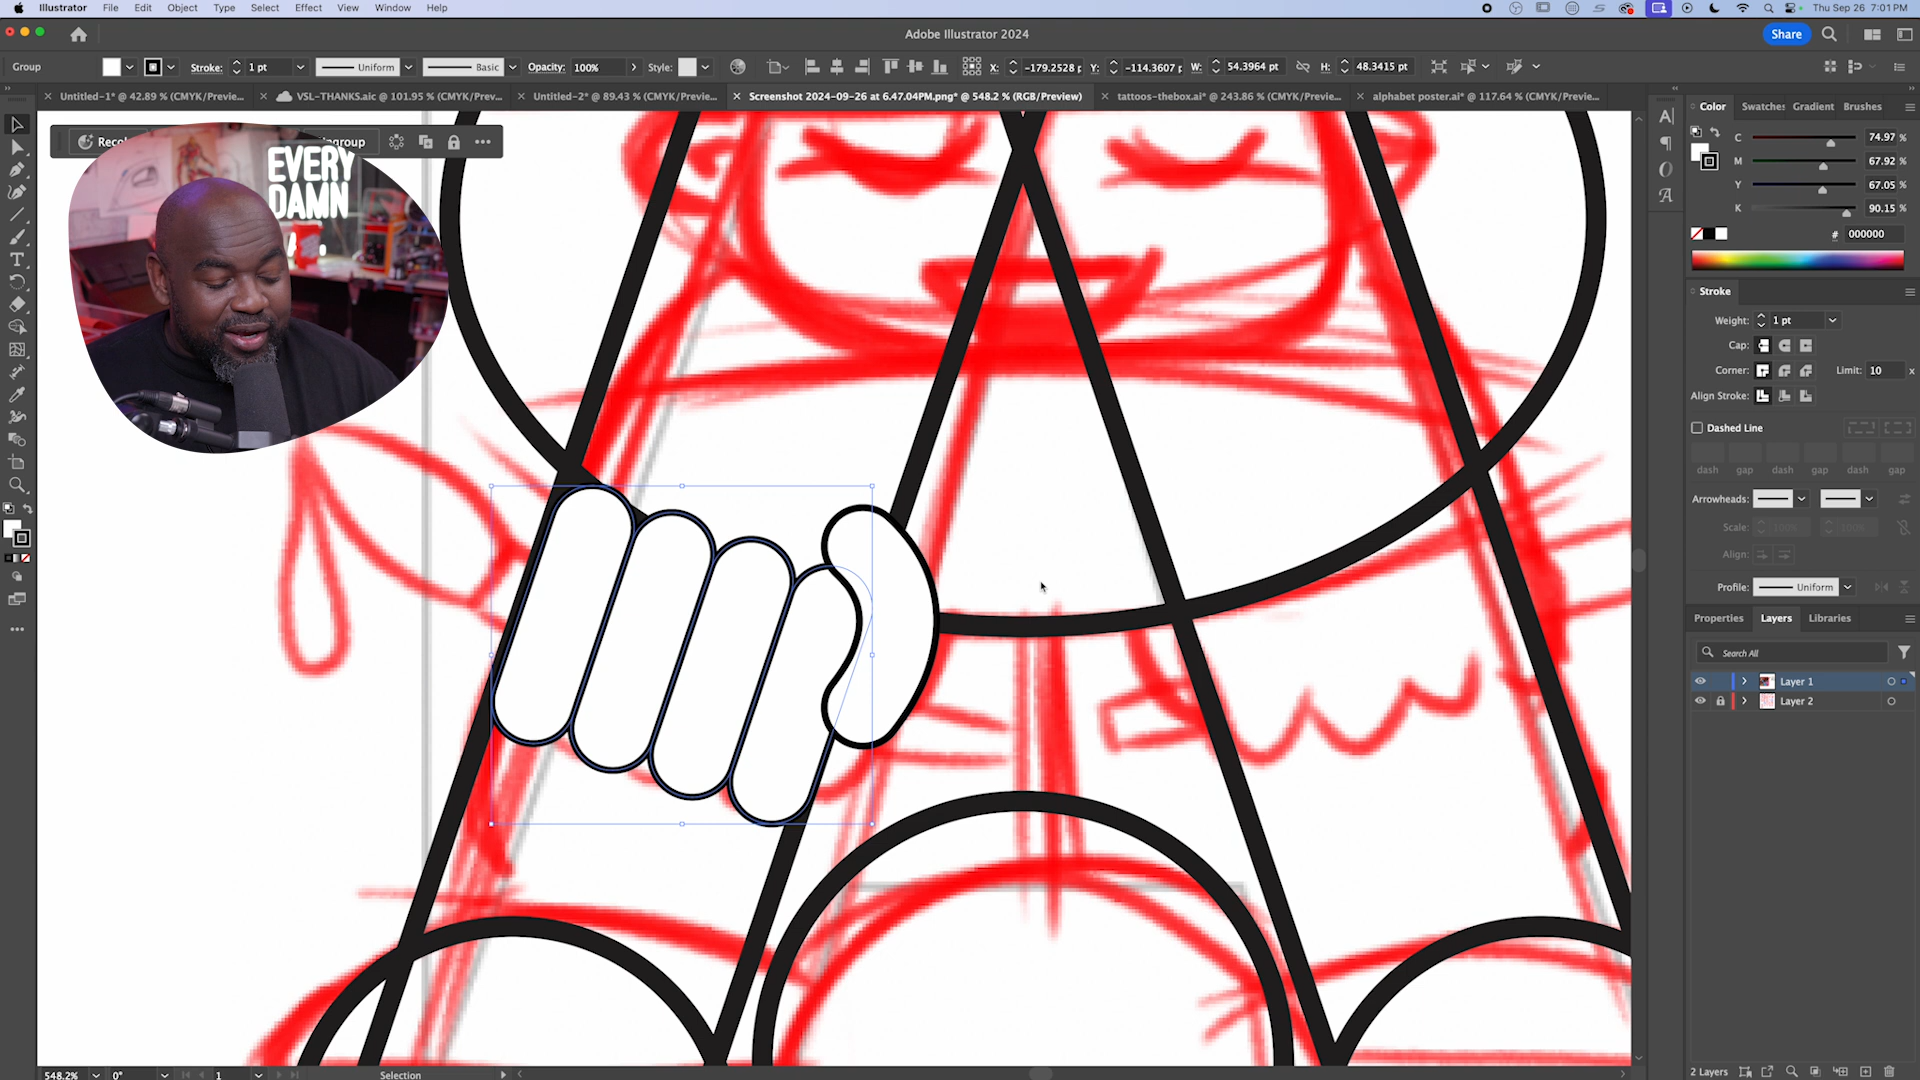 Illustrator File Edit Object Type Select Effect View Window Help
Thu Sep 26 7:01 PM
Adobe Illustrator 2024
Share
Group
Stroke: 1 pt Uniform Basic Opacity: 100% Style: X: -179.2528 Y: -114.3607 W: 54.3964 pt H: 48.3415 pt
Untitled-1* @ 42.89 % (CMYK/Previe...
VSL-THANKS.aic @ 101.95 % (CMYK/Prev...
Untitled-2* @ 89.43 % (CMYK/Previe...
Screenshot 2024-09-26 at 6.47.04PM.png* @ 548.2 % (RGB/Preview)
tattoos-thebox.ai* @ 243.86 % (CMYK/Previe...
alphabet poster.ai* @ 117.64 % (CMYK/Prev...
EVERY
DAMN
Color Swatches Gradient Brushes
C 74.97 %
M 67.92 %
Y 67.05 %
K 90.15 %
# 000000
Stroke
Weight: 1 pt
Cap:
Corner: Limit: 10 x
Align Stroke:
Dashed Line
dash gap dash gap dash gap
Arrowheads:
Scale: 100% 100%
Align:
Profile: Uniform
Properties Layers Libraries
Search All
Layer 1
Layer 2
2 Layers
548.2% 0° 1 Selection